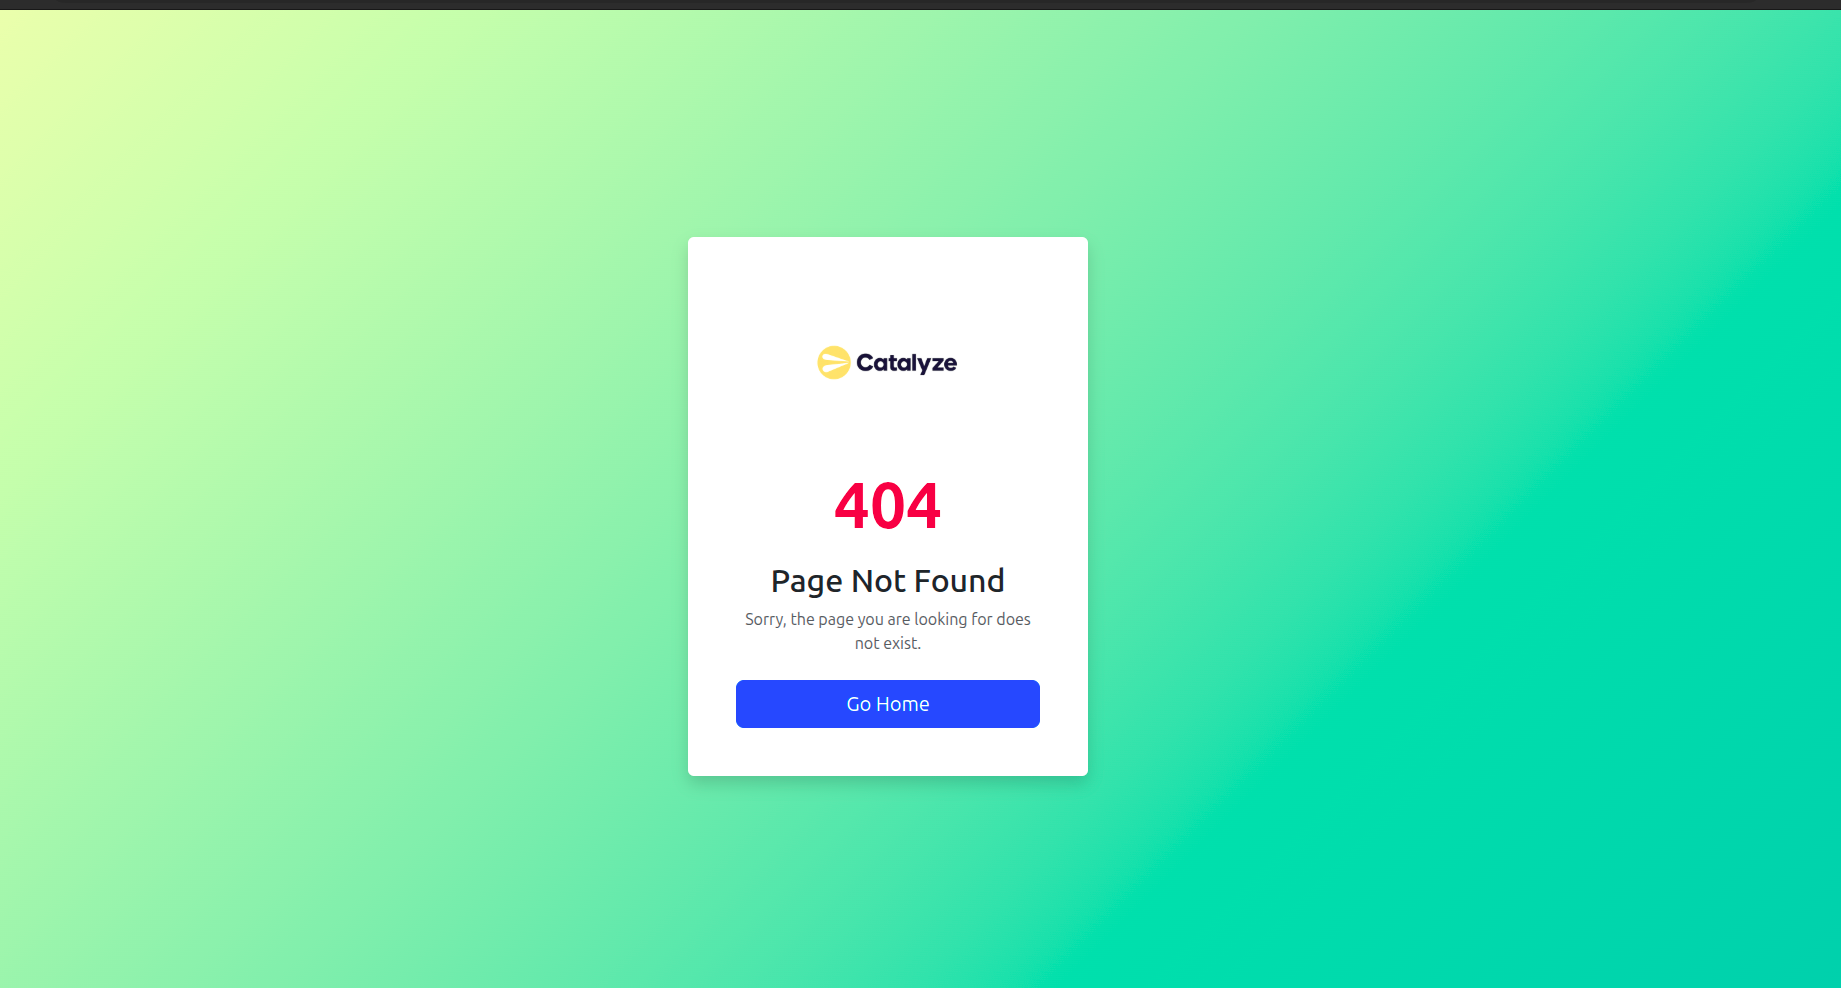 Catalyze
404
Page Not Found
Sorry, the page you are looking for does
not exist.
Go Home